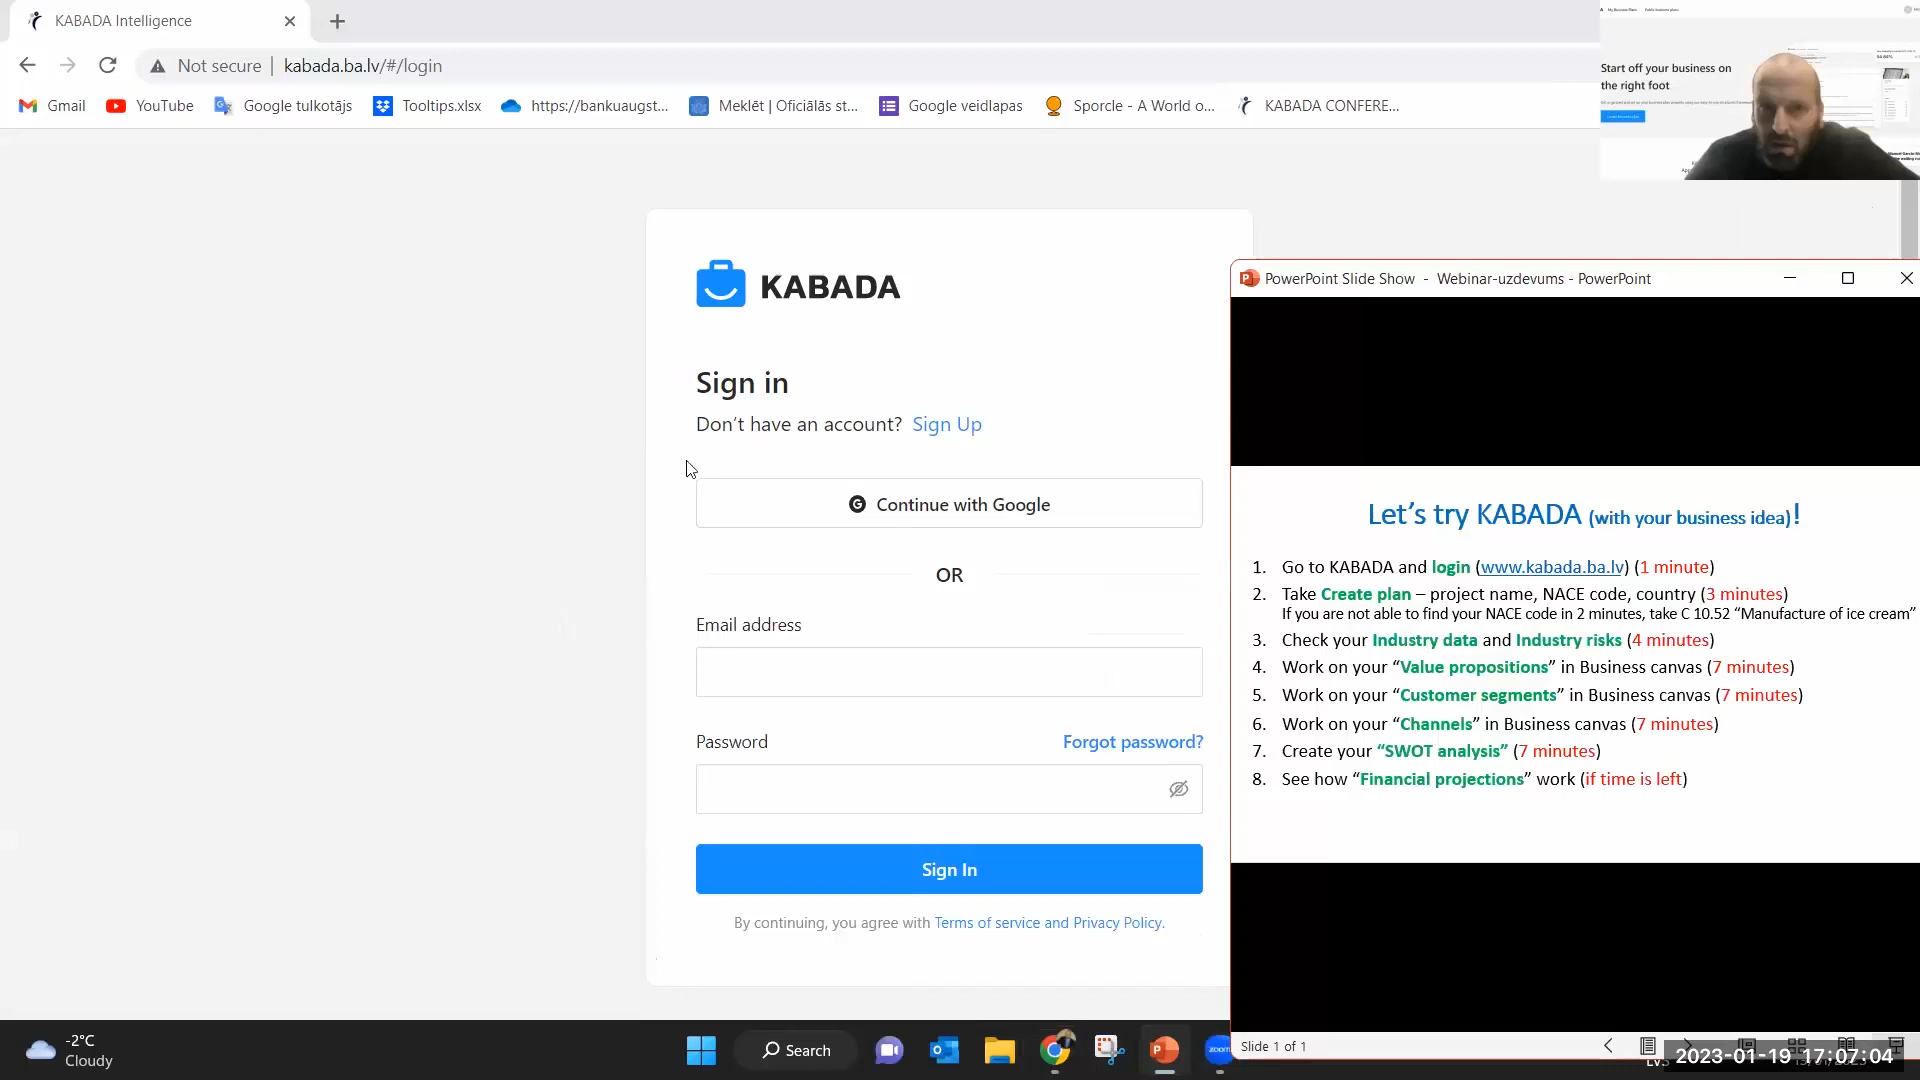 KABADA Intelligence
Not secure | kabada.ba.lv/#/login
Gmail
YouTube
Google tulkotājs
Tooltips.xlsx
https://bankuaugst...
Meklēt | Oficiālās st...
Google veidlapas
Sporcle - A World o...
KABADA CONFERE...
My Business Plans
Public business plans
Start off your business on
the right foot
KABADA
Sign in
Don’t have an account? Sign Up
Continue with Google
OR
Email address
Password
Forgot password?
Sign In
By continuing, you agree with Terms of service and Privacy Policy.
PowerPoint Slide Show - Webinar-uzdevums - PowerPoint
Let’s try KABADA (with your business idea)!
1. Go to KABADA and login (www.kabada.ba.lv) (1 minute)
2. Take Create plan – project name, NACE code, country (3 minutes)
If you are not able to find your NACE code in 2 minutes, take C 10.52 “Manufacture of ice cream”
3. Check your Industry data and Industry risks (4 minutes)
4. Work on your “Value propositions” in Business canvas (7 minutes)
5. Work on your “Customer segments” in Business canvas (7 minutes)
6. Work on your “Channels” in Business canvas (7 minutes)
7. Create your “SWOT analysis” (7 minutes)
8. See how “Financial projections” work (if time is left)
Slide 1 of 1
-2°C
Cloudy
Search
zoom
2023-01-19 17:07:04